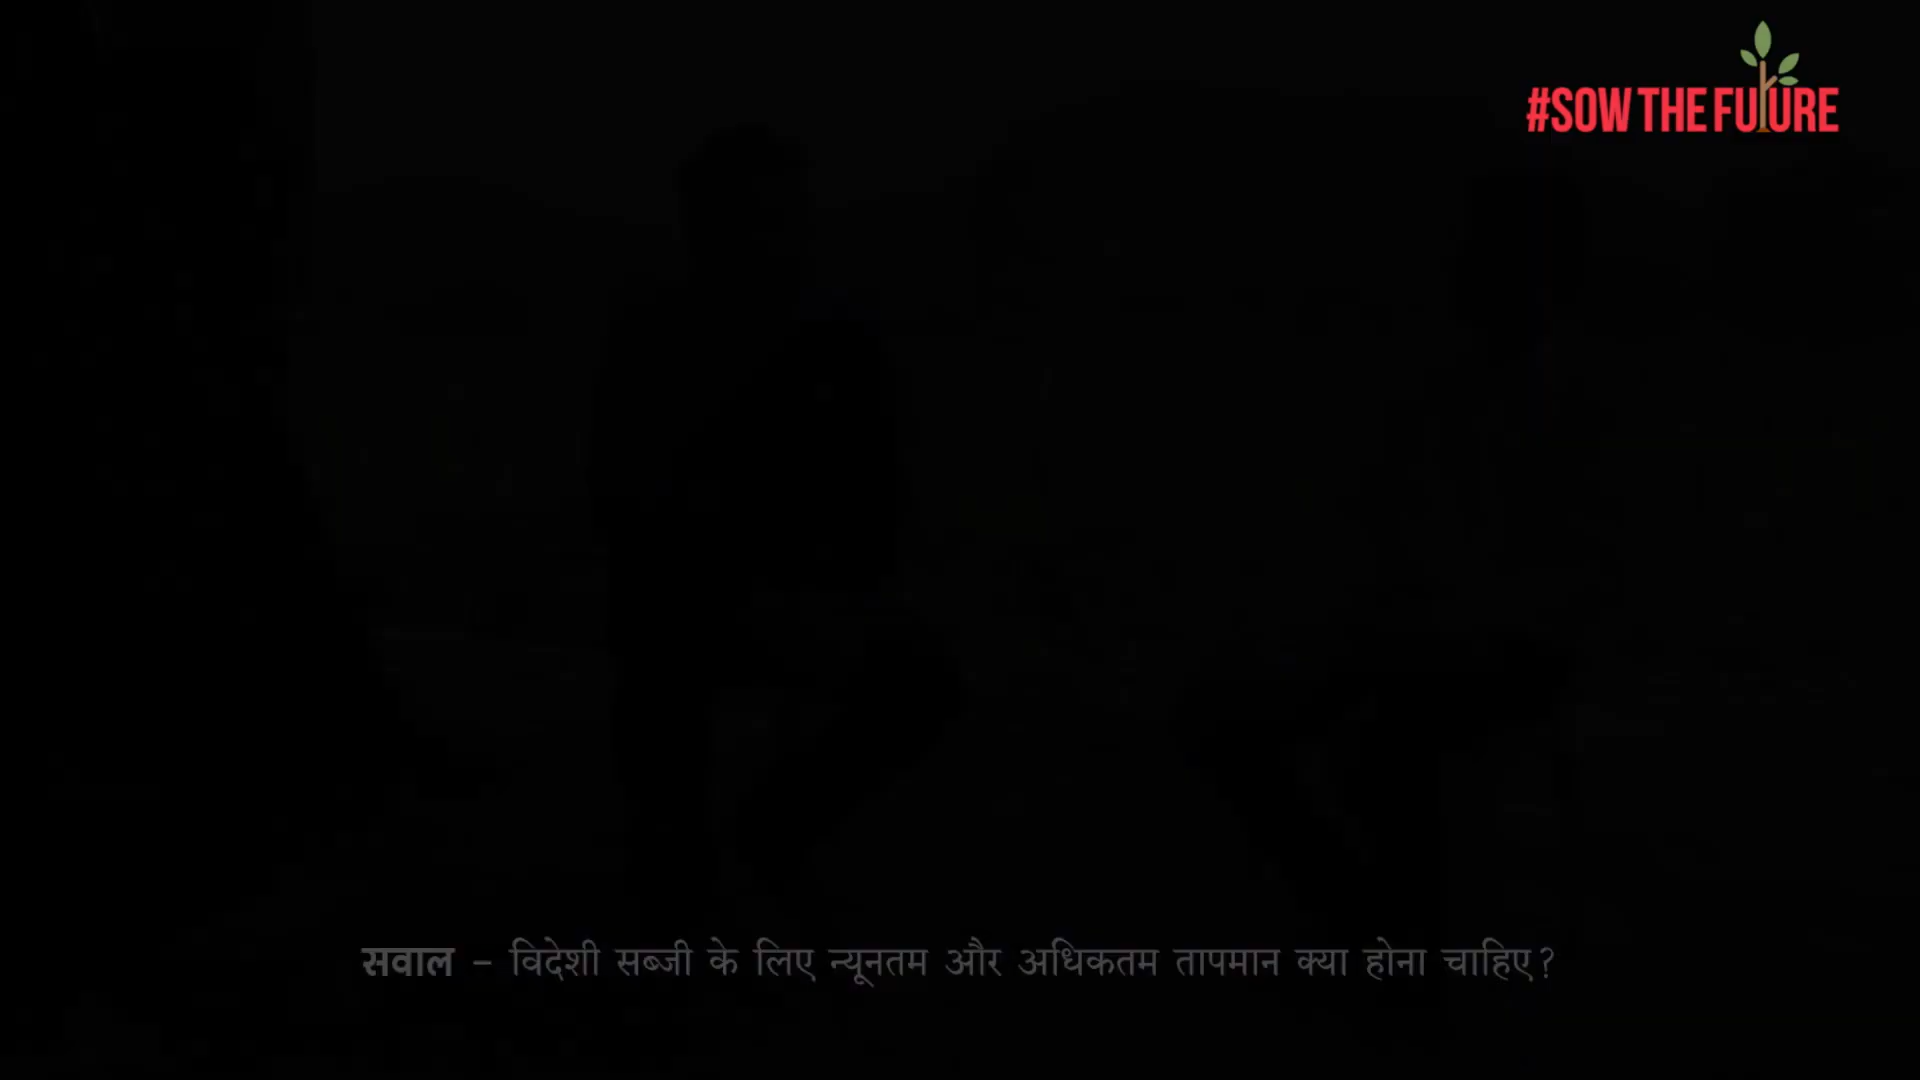 #SOW THE FUTURE
सवाल – विदेशी सब्जी के लिए न्यूनतम और अधिकतम तापमान क्या होना चाहिए?